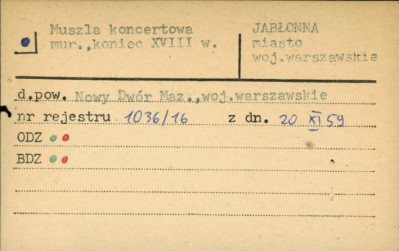 Muszla koncertowa
mur.,koniec XVIII w.
JABŁONNA
miasto
woj.warszawskie
d.pow. Nowy Dwór Maz.,woj.warszawskie
nr rejestru 1036/16 z dn. 20 XI 59
ODZ
BDZ